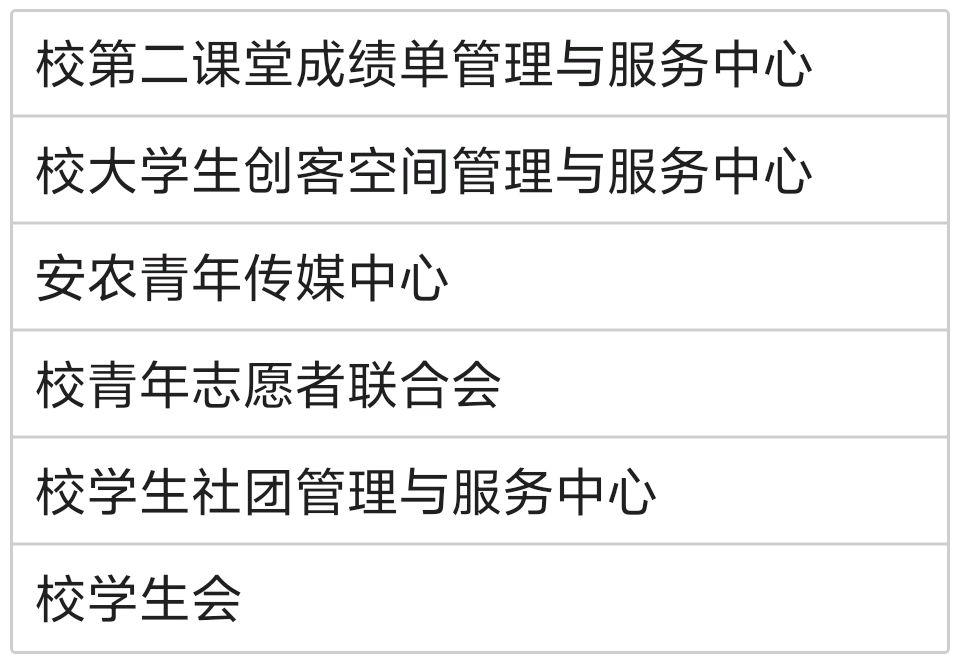 校第二课堂成绩单管理与服务中心
校大学生创客空间管理与服务中心
安农青年传媒中心
校青年志愿者联合会
校学生社团管理与服务中心
校学生会